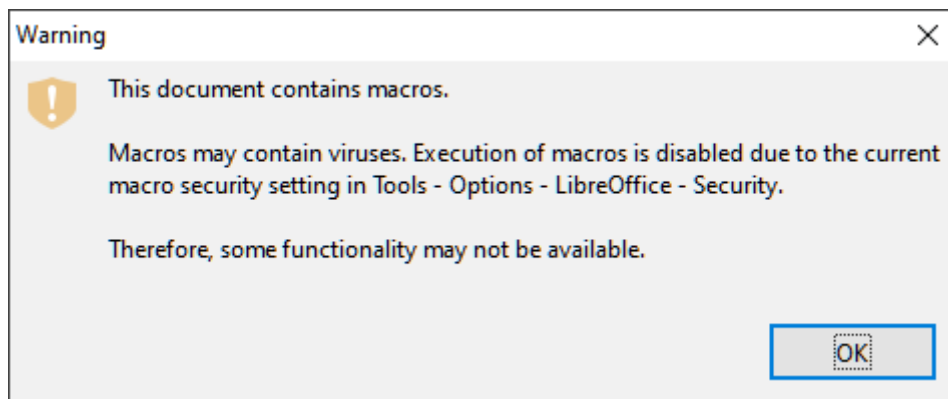 Warning
This document contains macros.
Macros may contain viruses. Execution of macros is disabled due to the current
macro security setting in Tools - Options - LibreOffice - Security.
Therefore, some functionality may not be available.
OK